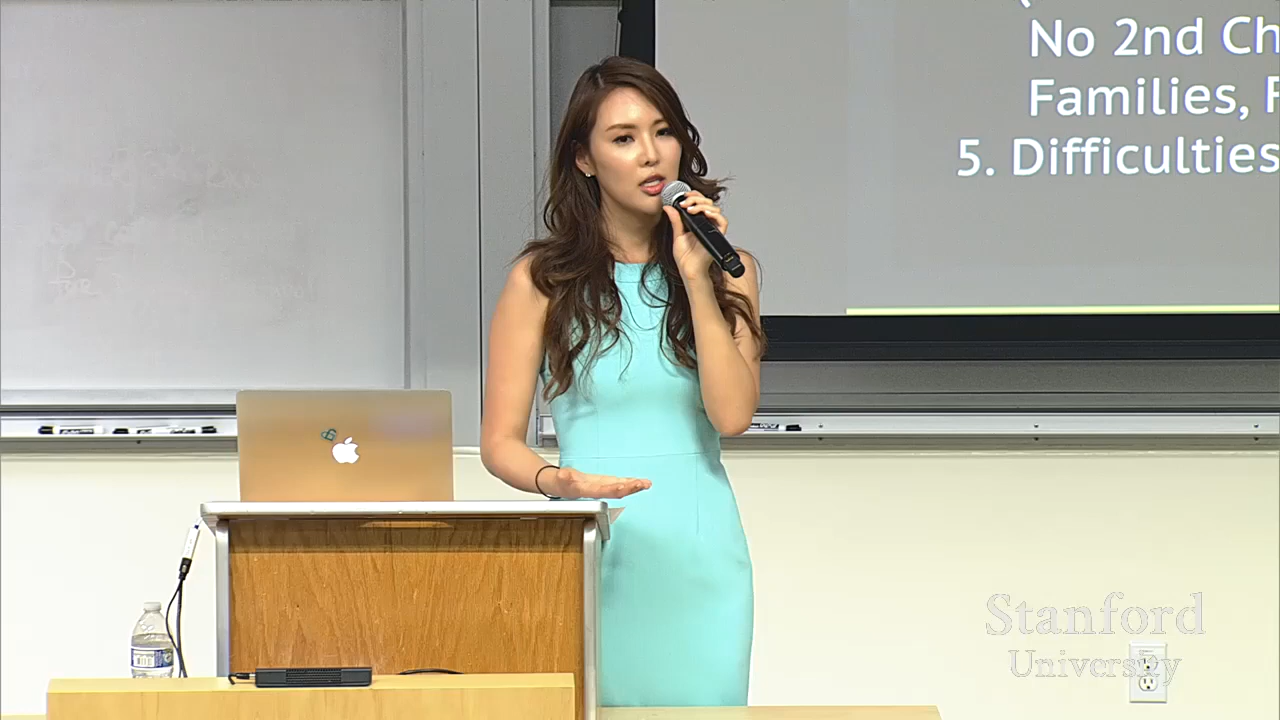 No 2nd Ch
Families,
5. Difficulties
Stanford
University